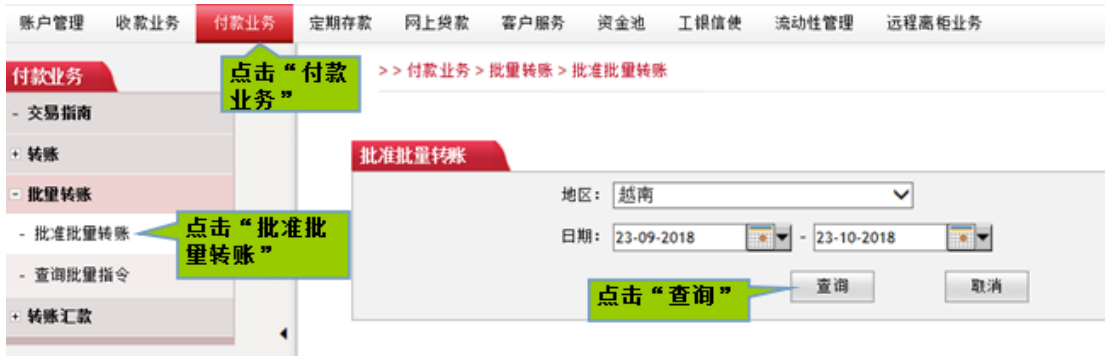 账户管理 收款业务 付款业务 定期存款 网上贷款 客户服务 资金池 工银信使 流动性管理 远程离柜业务
付款业务
点击“付款
业务”
>> 付款业务 > 批量转账 > 批准批量转账
- 交易指南
+ 转账
- 批量转账
- 批准批量转账
点击“批准批
量转账”
- 查询批量指令
+ 转账汇款
批准批量转账
地区： 越南
日期： 23-09-2018 - 23-10-2018
点击“查询”
查询 取消